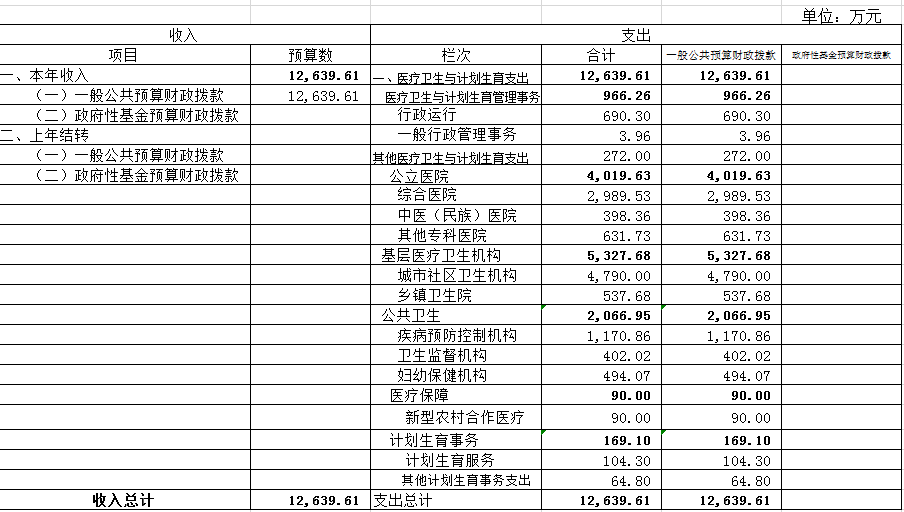 单位：万元
收入 支出
项目 预算数 栏次 合计 一般公共预算财政拨款 政府性基金预算财政拨款
一、本年收入 12,639.61 一、医疗卫生与计划生育支出 12,639.61 12,639.61
（一）一般公共预算财政拨款 12,639.61 医疗卫生与计划生育管理事务 966.26 966.26
（二）政府性基金预算财政拨款 行政运行 690.30 690.30
二、上年结转 一般行政管理事务 3.96 3.96
（一）一般公共预算财政拨款 其他医疗卫生与计划生育支出 272.00 272.00
（二）政府性基金预算财政拨款 公立医院 4,019.63 4,019.63
综合医院 2,989.53 2,989.53
中医（民族）医院 398.36 398.36
其他专科医院 631.73 631.73
基层医疗卫生机构 5,327.68 5,327.68
城市社区卫生机构 4,790.00 4,790.00
乡镇卫生院 537.68 537.68
公共卫生 2,066.95 2,066.95
疾病预防控制机构 1,170.86 1,170.86
卫生监督机构 402.02 402.02
妇幼保健机构 494.07 494.07
医疗保障 90.00 90.00
新型农村合作医疗 90.00 90.00
计划生育事务 169.10 169.10
计划生育服务 104.30 104.30
其他计划生育事务支出 64.80 64.80
收入总计 12,639.61 支出总计 12,639.61 12,639.61